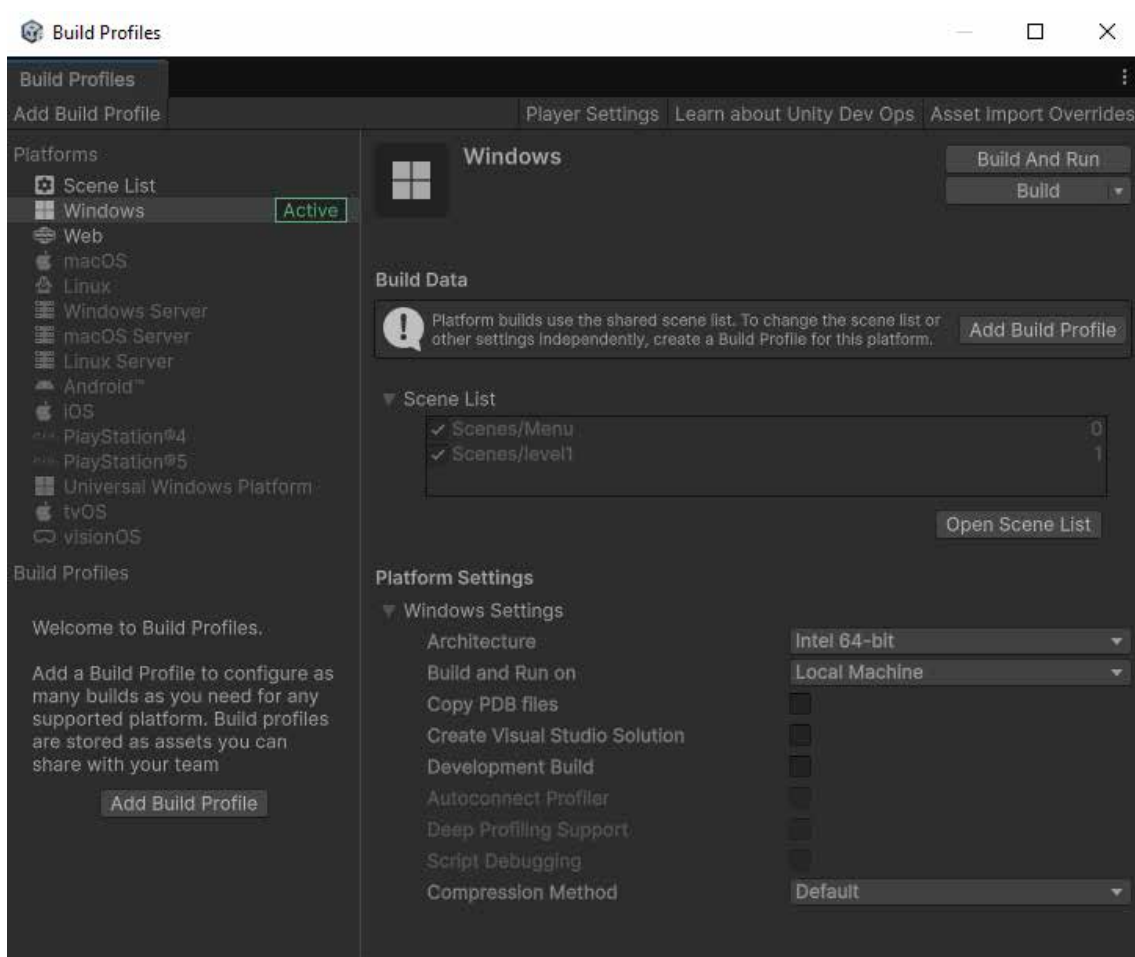 Build Profiles
Build Profiles
Add Build Profile
Player Settings
Learn about Unity Dev Ops
Asset Import Overrides
Platforms
Scene List
Windows
Active
Web
macOS
Linux
Windows Server
macOS Server
Linux Server
Android™
iOS
PlayStation®4
PlayStation®5
Universal Windows Platform
tvOS
visionOS
Build Profiles
Welcome to Build Profiles.
Add a Build Profile to configure as
many builds as you need for any
supported platform. Build profiles
are stored as assets you can
share with your team
Add Build Profile
Windows
Build And Run
Build
Build Data
Platform builds use the shared scene list. To change the scene list or
other settings independently, create a Build Profile for this platform.
Add Build Profile
Scene List
Scenes/Menu 0
Scenes/level1 1
Open Scene List
Platform Settings
Windows Settings
Architecture Intel 64-bit
Build and Run on Local Machine
Copy PDB files
Create Visual Studio Solution
Development Build
Autoconnect Profiler
Deep Profiling Support
Script Debugging
Compression Method Default